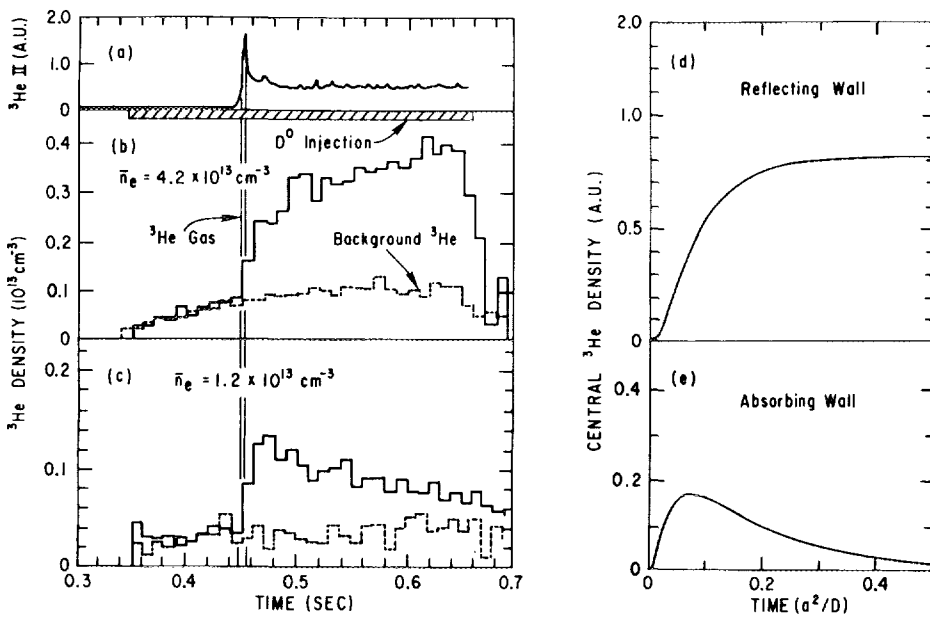 ³He II (A.U.)
2.0
1.0
0
(a)
D⁰ Injection
³He DENSITY (10¹³cm⁻³)
0.4
0.3
0.2
0.1
0
(b)
n̄e = 4.2 × 10¹³ cm⁻³
³He Gas
Background ³He
0.2
0.1
0
(c)
n̄e = 1.2 × 10¹³ cm⁻³
0.3 0.4 0.5 0.6 0.7
TIME (SEC)
CENTRAL ³He DENSITY (A.U.)
2.0
1.0
0.5
0
(d)
Reflecting Wall
0.4
0.2
0
(e)
Absorbing Wall
0 0.2 0.4
TIME (a²/D)